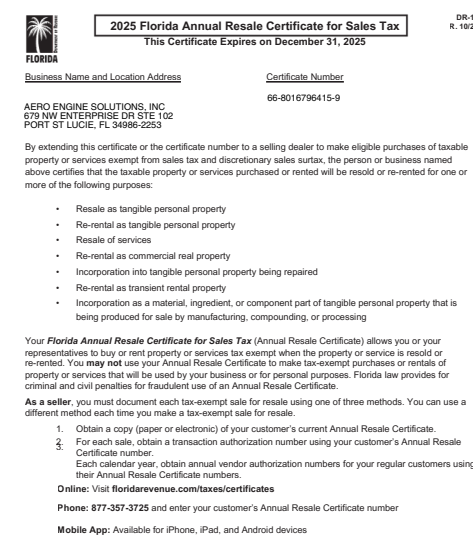 2025 Florida Annual Resale Certificate for Sales Tax
DR-1
R. 10/2
This Certificate Expires on December 31, 2025
FLORIDA
Business Name and Location Address
Certificate Number
66-8016796415-9
AERO ENGINE SOLUTIONS, INC
679 NW ENTERPRISE DR STE 102
PORT ST LUCIE, FL 34986-2253
By extending this certificate or the certificate number to a selling dealer to make eligible purchases of taxable
property or services exempt from sales tax and discretionary sales surtax, the person or business named
above certifies that the taxable property or services purchased or rented will be resold or re-rented for one or
more of the following purposes:
• Resale as tangible personal property
• Re-rental as tangible personal property
• Resale of services
• Re-rental as commercial real property
• Incorporation into tangible personal property being repaired
• Re-rental as transient rental property
• Incorporation as a material, ingredient, or component part of tangible personal property that is
being produced for sale by manufacturing, compounding, or processing
Your Florida Annual Resale Certificate for Sales Tax (Annual Resale Certificate) allows you or your
representatives to buy or rent property or services tax exempt when the property or service is resold or
re-rented. You may not use your Annual Resale Certificate to make tax-exempt purchases or rentals of
property or services that will be used by your business or for personal purposes. Florida law provides for
criminal and civil penalties for fraudulent use of an Annual Resale Certificate.
As a seller, you must document each tax-exempt sale for resale using one of three methods. You can use a
different method each time you make a tax-exempt sale for resale.
1. Obtain a copy (paper or electronic) of your customer's current Annual Resale Certificate.
2. For each sale, obtain a transaction authorization number using your customer's Annual Resale
3. Certificate number.
Each calendar year, obtain annual vendor authorization numbers for your regular customers using
their Annual Resale Certificate numbers.
Online: Visit floridarevenue.com/taxes/certificates
Phone: 877-357-3725 and enter your customer's Annual Resale Certificate number
Mobile App: Available for iPhone, iPad, and Android devices